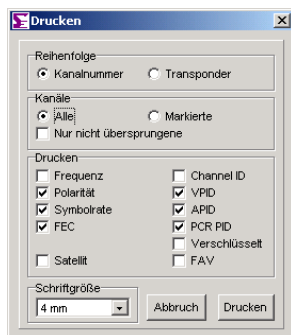 Drucken
Reihenfolge
Kanalnummer Transponder
Kanäle
Alle Markierte
Nur nicht übersprungene
Drucken
Frequenz Channel ID
Polarität VPID
Symbolrate APID
FEC PCR PID
Verschlüsselt
Satellit FAV
Schriftgröße
4 mm Abbruch Drucken